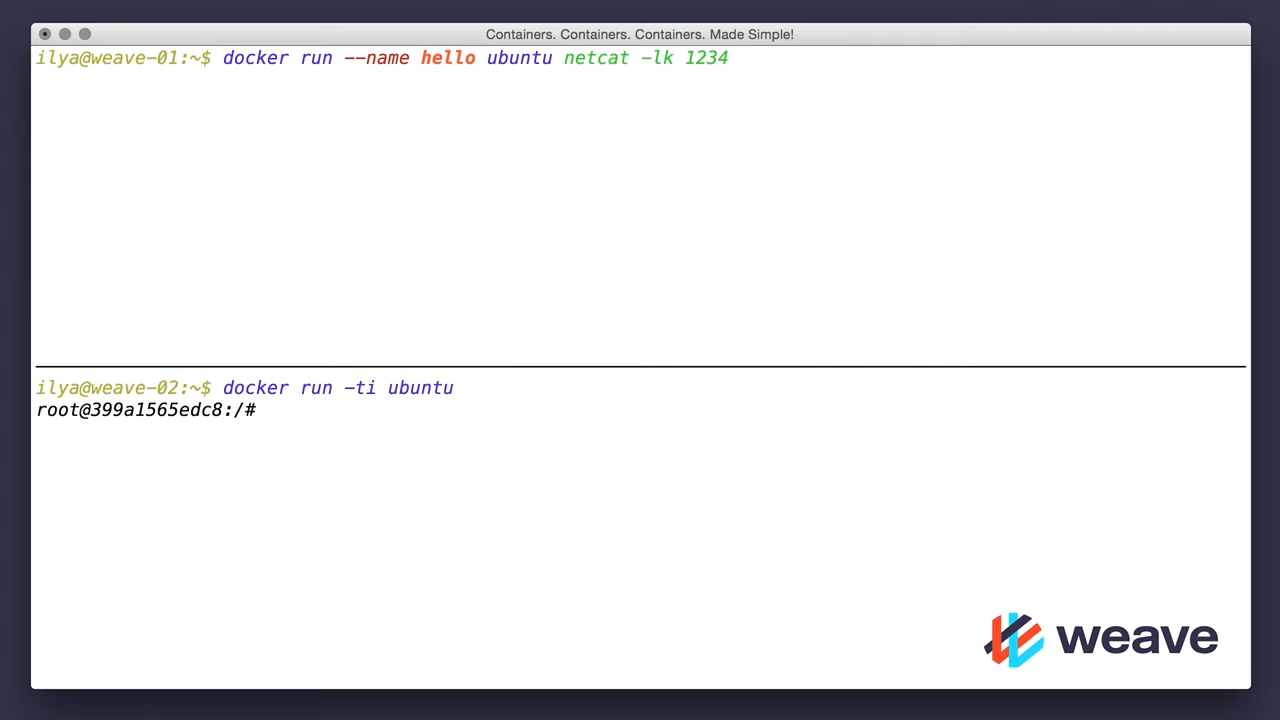 Containers. Containers. Containers. Made Simple!
ilya@weave-01:~$ docker run --name hello ubuntu netcat -lk 1234
ilya@weave-02:~$ docker run -ti ubuntu
root@399a1565edc8:/#
weave